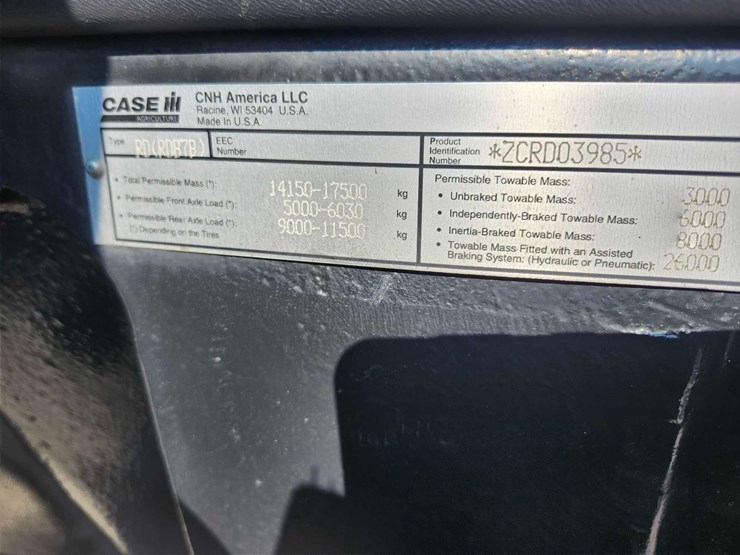 CASE IH
AGRICULTURE
CNH America LLC
Racine, WI 53404 U.S.A.
Made In U.S.A.
Type RD(RDB7B)
EEC
Number
Product
Identification
Number
*ZCRD03985*
• Total Permissible Mass (*): 14150-17500 kg
• Permissible Front Axle Load (*): 5000-6030 kg
• Permissible Rear Axle Load (*): 9000-11500 kg
(*) Depending on the Tires
Permissible Towable Mass:
• Unbraked Towable Mass: 3000
• Independently-Braked Towable Mass: 6000
• Inertia-Braked Towable Mass: 8000
• Towable Mass Fitted with an Assisted
Braking System: (Hydraulic or Pneumatic): 26000